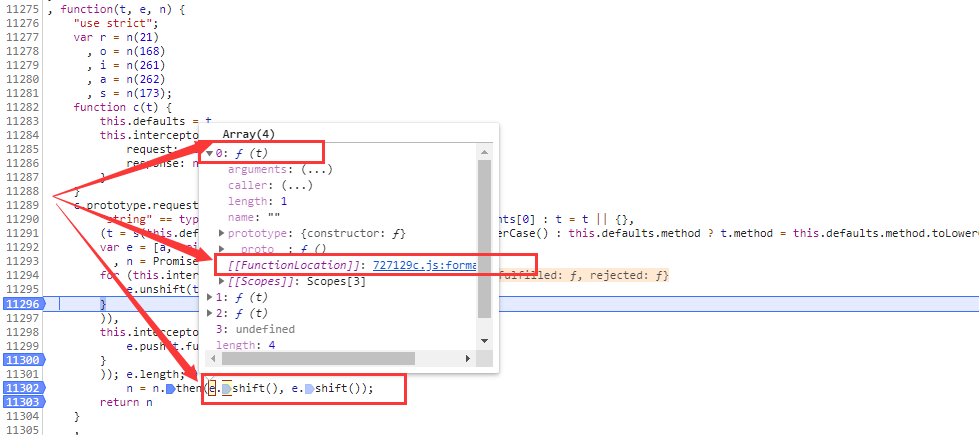 11275 , function(t, e, n) {
11276 "use strict";
11277 var r = n(21)
11278 , o = n(168)
11279 , i = n(261)
11280 , a = n(262)
11281 , s = n(173);
11282 function c(t) {
11283 this.defaults = t
11284 this.intercepto
11285 request:
11286 response: n
11287 }
11288 }
11289 c.prototype.request
11290 "string" == typ nts[0] : t = t || {},
11291 (t = s(this.def erCase() : this.defaults.method ? t.method = this.defaults.method.toLower
11292 var e = [a,
11293 , n = Promise
11294 for (this.inter fulfilled: ƒ, rejected: ƒ}
11295 e.unshift(t
11296 }
11297 )),
11298 this.intercepto
11299 e.push(t.fu
11300 }
11301 )); e.length;
11302 n = n.then(e.shift(), e.shift());
11303 return n
11304 }
11305 ,
Array(4)
0: ƒ (t)
arguments: (...)
caller: (...)
length: 1
name: ""
prototype: {constructor: ƒ}
__proto__: ƒ ()
[[FunctionLocation]]: 727129c.js:forma
[[Scopes]]: Scopes[3]
1: ƒ (t)
2: ƒ (t)
3: undefined
length: 4